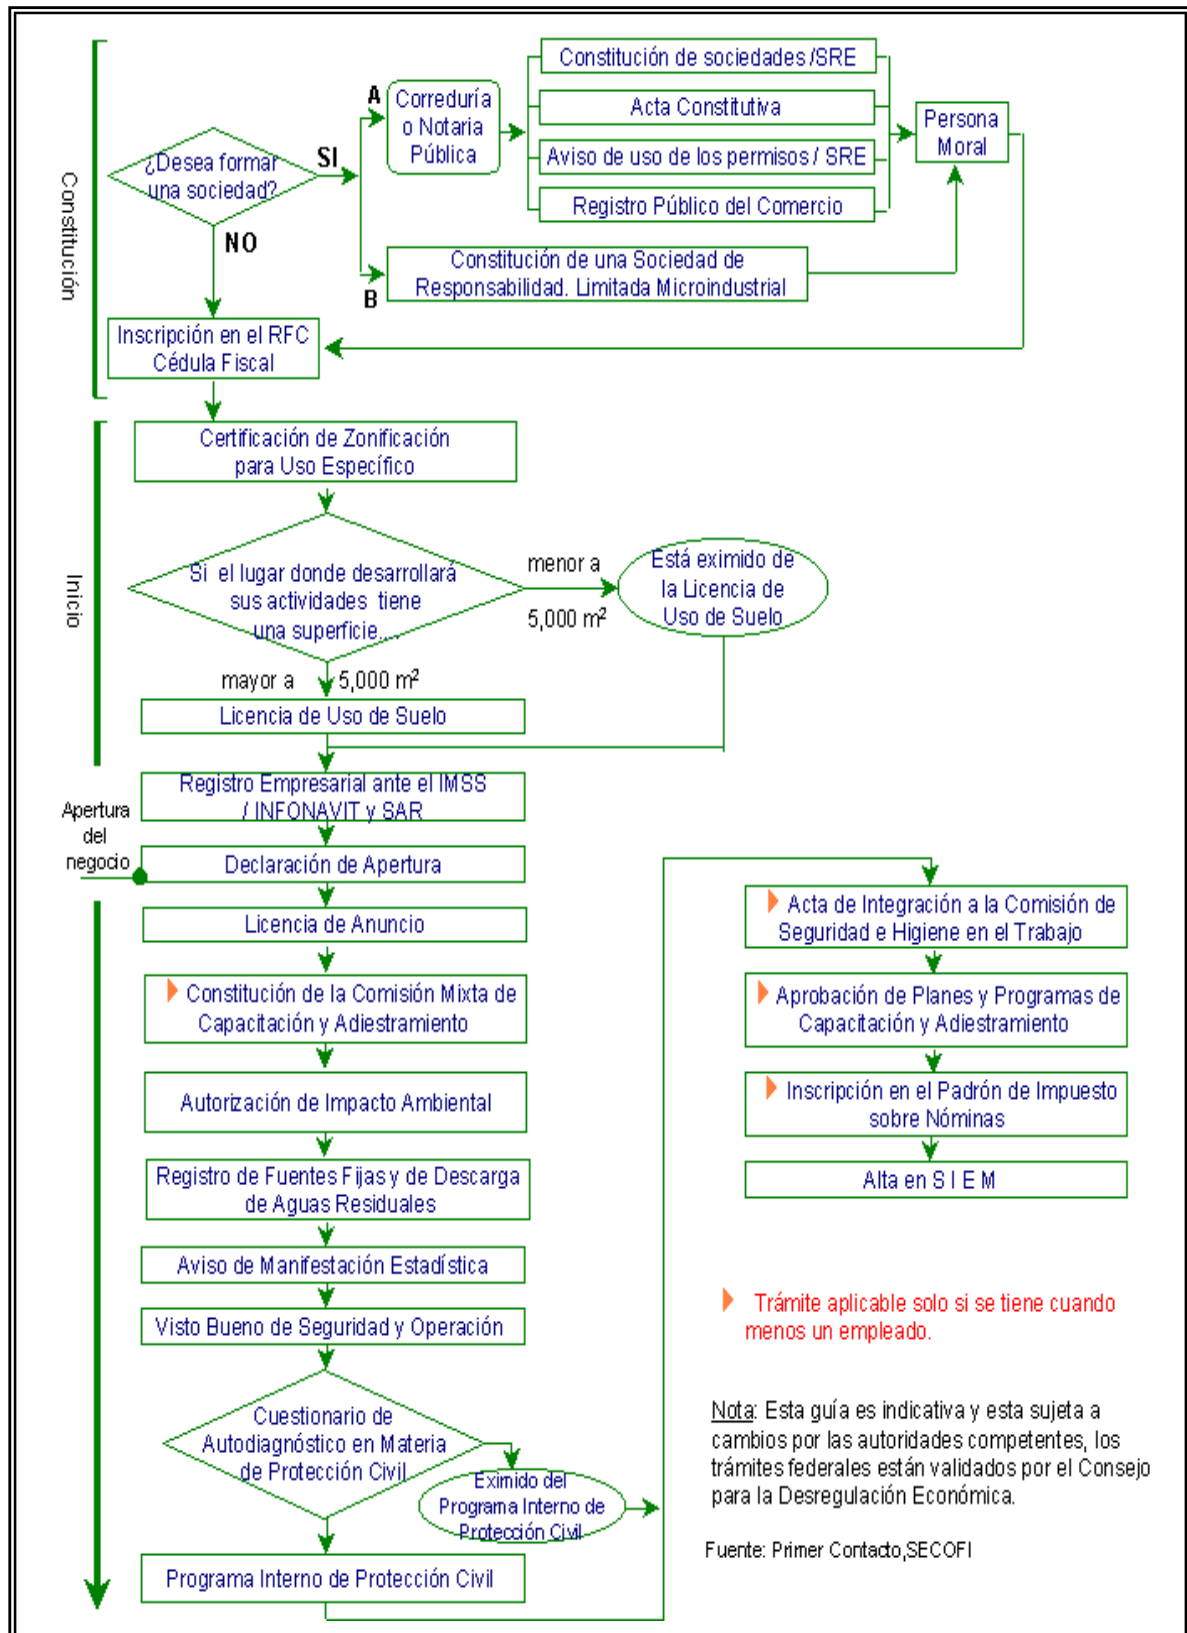 Constitución
¿Desea formar
una sociedad?
SI
NO
A
B
Correduría
o Notaria
Pública
Constitución de sociedades /SRE
Acta Constitutiva
Aviso de uso de los permisos / SRE
Registro Público del Comercio
Persona
Moral
Constitución de una Sociedad de
Responsabilidad. Limitada Microindustrial
Inscripción en el RFC
Cédula Fiscal
Inicio
Certificación de Zonificación
para Uso Específico
Si el lugar donde desarrollará
sus actividades tiene
una superficie....
menor a
5,000 m²
Está eximido de
la Licencia de
Uso de Suelo
mayor a 5,000 m²
Licencia de Uso de Suelo
Registro Empresarial ante el IMSS
/ INFONAVIT y SAR
Apertura
del
negocio
Declaración de Apertura
Licencia de Anuncio
Constitución de la Comisión Mixta de
Capacitación y Adiestramiento
Autorización de Impacto Ambiental
Registro de Fuentes Fijas y de Descarga
de Aguas Residuales
Aviso de Manifestación Estadística
Visto Bueno de Seguridad y Operación
Cuestionario de
Autodiagnóstico en Materia
de Protección Civil
Eximido del
Programa Interno de
Protección Civil
Programa Interno de Protección Civil
Acta de Integración a la Comisión de
Seguridad e Higiene en el Trabajo
Aprobación de Planes y Programas de
Capacitación y Adiestramiento
Inscripción en el Padrón de Impuesto
sobre Nóminas
Alta en S I E M
Trámite aplicable solo si se tiene cuando
menos un empleado.
Nota: Esta guía es indicativa y esta sujeta a
cambios por las autoridades competentes, los
trámites federales están validados por el Consejo
para la Desregulación Económica.
Fuente: Primer Contacto,SECOFI